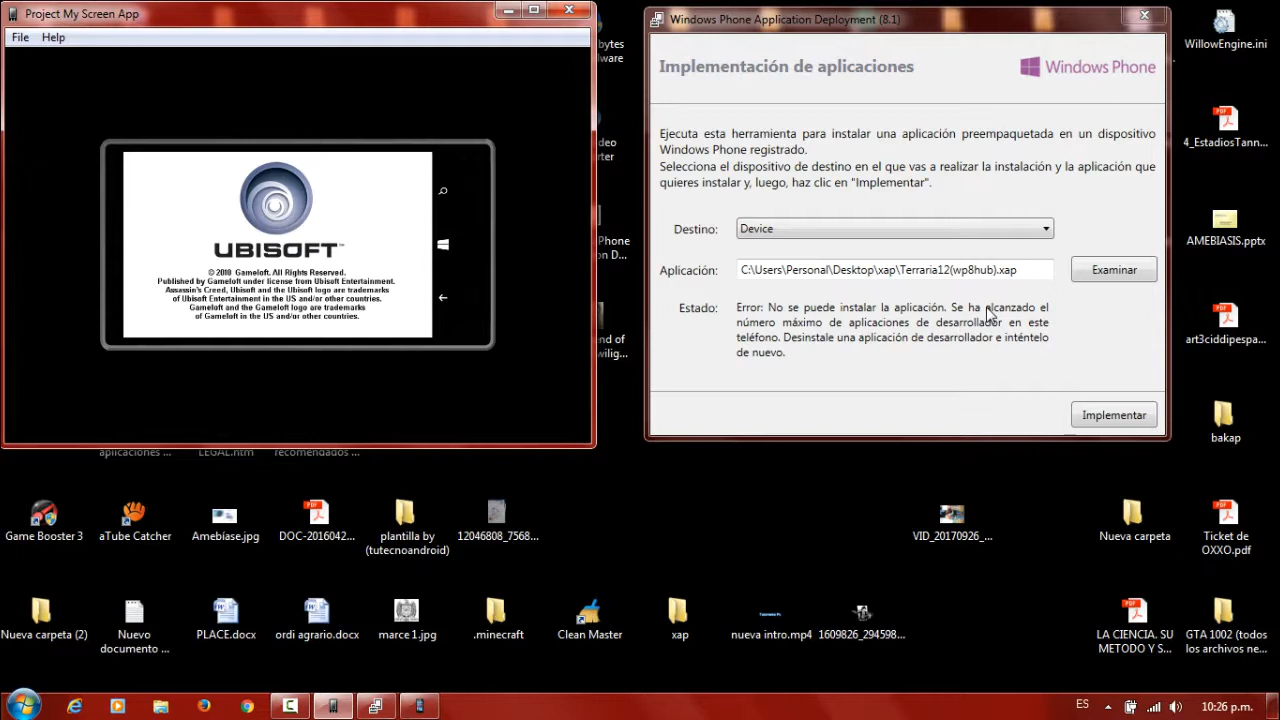 Project My Screen App
File Help
UBISOFT™
© 2010 Gameloft. All Rights Reserved.
Published by Gameloft under license from Ubisoft Entertainment.
Assassin's Creed, Ubisoft and the Ubisoft logo are trademarks
of Ubisoft Entertainment in the US and/or other countries.
Gameloft and the Gameloft logo are trademarks
of Gameloft in the US and/or other countries.
Windows Phone Application Deployment (8.1)
Implementación de aplicaciones
Windows Phone
Ejecuta esta herramienta para instalar una aplicación preempaquetada en un dispositivo
Windows Phone registrado.
Selecciona el dispositivo de destino en el que vas a realizar la instalación y la aplicación que
quieres instalar y, luego, haz clic en "Implementar".
Destino: Device
Aplicación: C:\Users\Personal\Desktop\xap\Terraria12(wp8hub).xap Examinar
Estado: Error: No se puede instalar la aplicación. Se ha alcanzado el
número máximo de aplicaciones de desarrollador en este
teléfono. Desinstale una aplicación de desarrollador e inténtelo
de nuevo.
Implementar
WillowEngine.ini
4_EstadiosTann...
AMEBIASIS.pptx
art3ciddipespa...
bakap
aplicaciones ... LEGAL.htm recomendados ...
Game Booster 3
aTube Catcher
Amebíase.jpg
DOC-2016042...
plantilla by
(tutecnoandroid)
12046808_7568...
VID_20170926_...
Nueva carpeta
Ticket de
OXXO.pdf
Nueva carpeta (2)
Nuevo
documento ...
PLACE.docx
ordi agrario.docx
marce 1.jpg
.minecraft
Clean Master
xap
nueva intro.mp4
1609826_294598...
LA CIENCIA. SU
METODO Y S...
GTA 1002 (todos
los archivos ne...
ES
10:26 p.m.